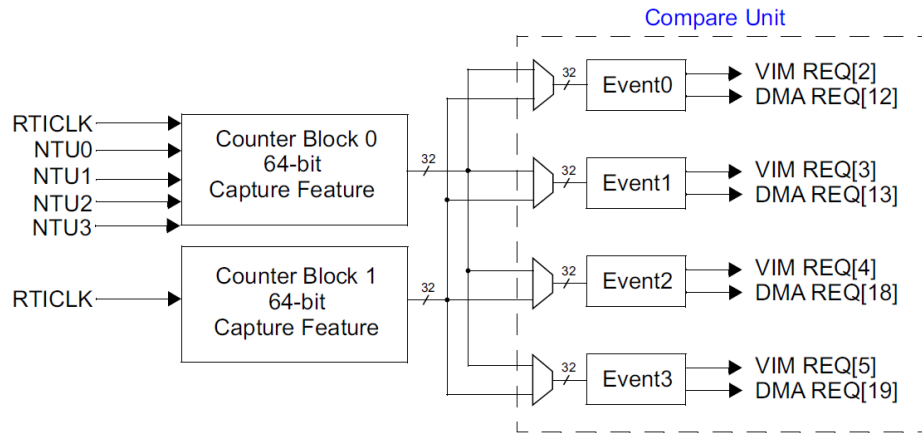 Compare Unit
RTICLK
NTU0
NTU1
NTU2
NTU3
Counter Block 0
64-bit
Capture Feature
32
RTICLK
Counter Block 1
64-bit
Capture Feature
32
32
Event0
VIM REQ[2]
DMA REQ[12]
32
Event1
VIM REQ[3]
DMA REQ[13]
32
Event2
VIM REQ[4]
DMA REQ[18]
32
Event3
VIM REQ[5]
DMA REQ[19]